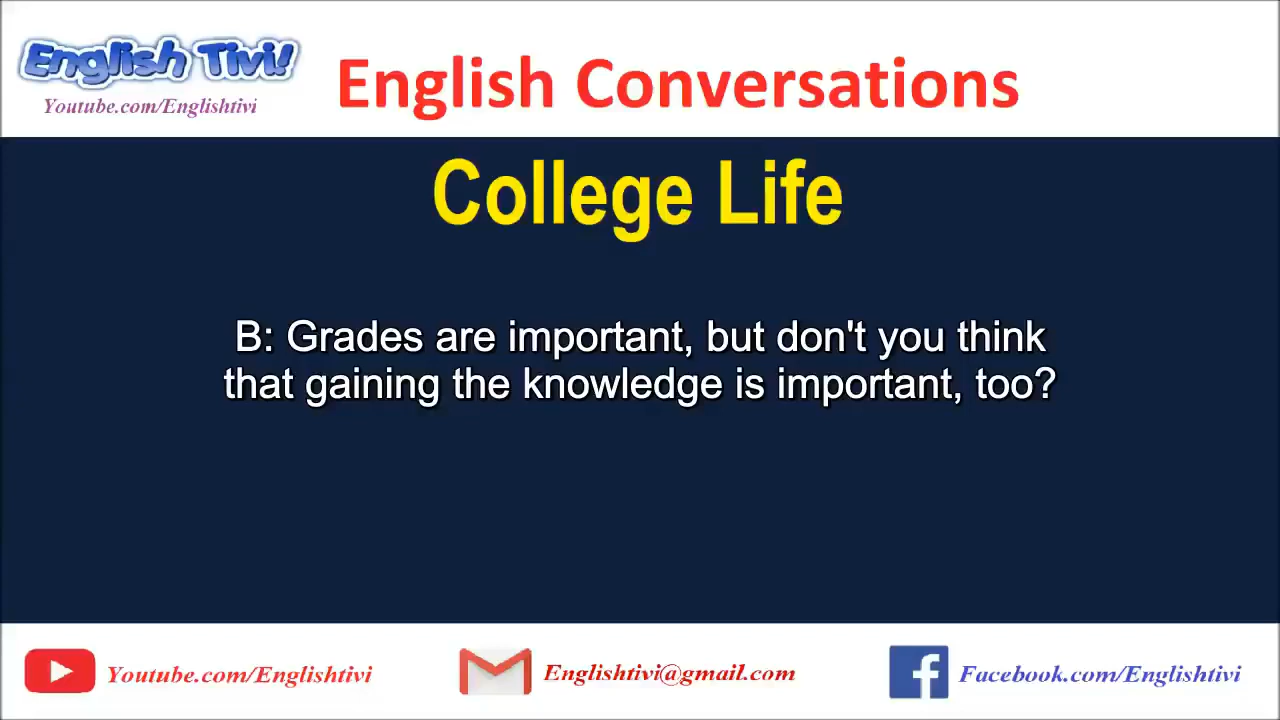 English Tivi!
Youtube.com/Englishtivi
English Conversations
College Life
B: Grades are important, but don't you think
that gaining the knowledge is important, too?
Youtube.com/Englishtivi
Englishtivi@gmail.com
Facebook.com/Englishtivi